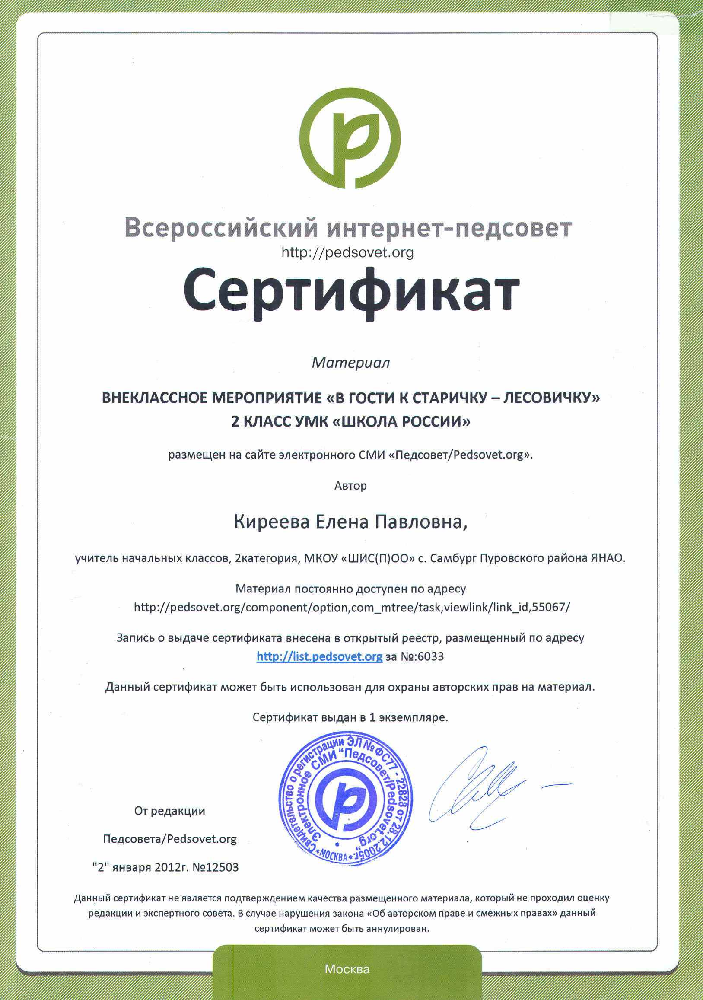 Всероссийский интернет-педсовет
http://pedsovet.org
Сертификат
Материал
ВНЕКЛАССНОЕ МЕРОПРИЯТИЕ «В ГОСТИ К СТАРИЧКУ – ЛЕСОВИЧКУ»
2 КЛАСС УМК «ШКОЛА РОССИИ»
размещен на сайте электронного СМИ «Педсовет/Pedsovet.org».
Автор
Киреева Елена Павловна,
учитель начальных классов, 2категория, МКОУ «ШИС(П)ОО» с. Самбург Пуровского района ЯНАО.
Материал постоянно доступен по адресу
http://pedsovet.org/component/option,com_mtree/task,viewlink/link_id,55067/
Запись о выдаче сертификата внесена в открытый реестр, размещенный по адресу
http://list.pedsovet.org за №:6033
Данный сертификат может быть использован для охраны авторских прав на материал.
Сертификат выдан в 1 экземпляре.
Свидетельство о регистрации ЭЛ № ФС77 - 22828 от 28.12.2005г.
Электронное СМИ "Педсовет/Pedsovet.org"
*МОСКВА*
От редакции
Педсовета/Pedsovet.org
"2" января 2012г. №12503
Данный сертификат не является подтверждением качества размещенного материала, который не проходил оценку
редакции и экспертного совета. В случае нарушения закона «Об авторском праве и смежных правах» данный
сертификат может быть аннулирован.
Москва